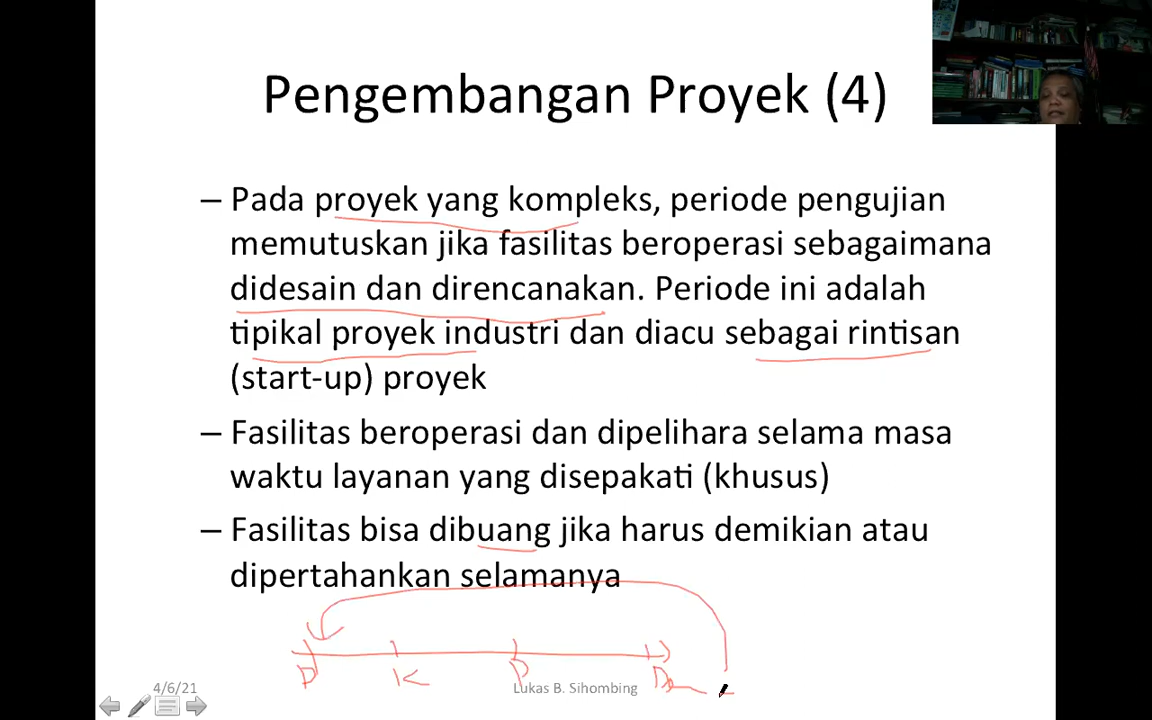 Pengembangan Proyek (4)
– Pada proyek yang kompleks, periode pengujian
memutuskan jika fasilitas beroperasi sebagaimana
didesain dan direncanakan. Periode ini adalah
tipikal proyek industri dan diacu sebagai rintisan
(start-up) proyek
– Fasilitas beroperasi dan dipelihara selama masa
waktu layanan yang disepakati (khusus)
– Fasilitas bisa dibuang jika harus demikian atau
dipertahankan selamanya
P K P
4/6/21 Lukas B. Sihombing